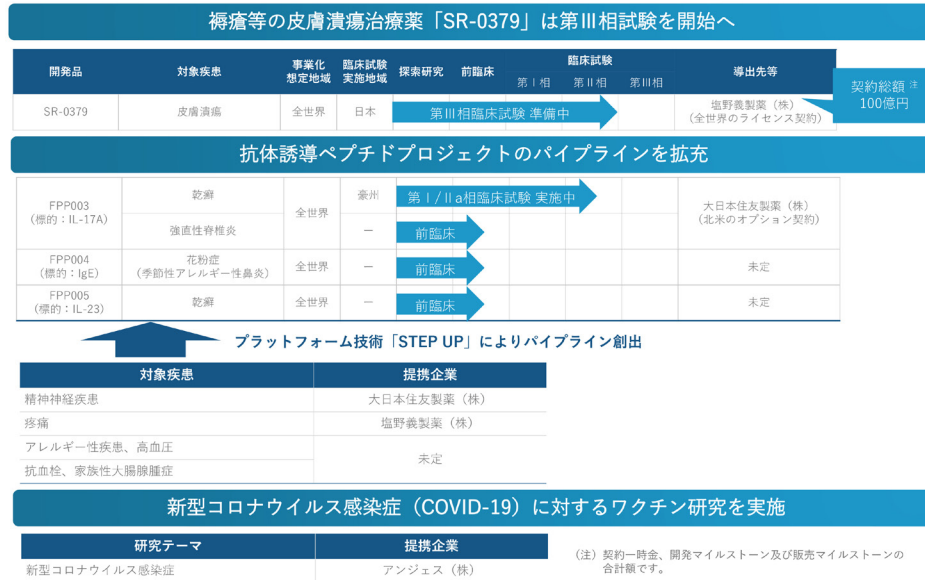 褥瘡等の皮膚潰瘍治療薬「SR-0379」は第Ⅲ相試験を開始へ
開発品 対象疾患 事業化想定地域 臨床試験実施地域 探索研究 前臨床 臨床試験 第Ⅰ相 第Ⅱ相 第Ⅲ相 導出先等
契約総額 注
100億円
SR-0379 皮膚潰瘍 全世界 日本 第Ⅲ相臨床試験 準備中 塩野義製薬（株）
（全世界のライセンス契約）
抗体誘導ペプチドプロジェクトのパイプラインを拡充
FPP003
（標的：IL-17A）
乾癬 全世界 豪州 第Ⅰ/Ⅱa相臨床試験 実施中
大日本住友製薬（株）
（北米のオプション契約）
強直性脊椎炎 － 前臨床
FPP004
（標的：IgE）
花粉症
（季節性アレルギー性鼻炎）
全世界 － 前臨床 未定
FPP005
（標的：IL-23）
乾癬 全世界 － 前臨床 未定
プラットフォーム技術「STEP UP」によりパイプライン創出
対象疾患 提携企業
精神神経疾患 大日本住友製薬（株）
疼痛 塩野義製薬（株）
アレルギー性疾患、高血圧
未定
抗血栓、家族性大腸腺腫症
新型コロナウイルス感染症（COVID-19）に対するワクチン研究を実施
研究テーマ 提携企業
新型コロナウイルス感染症 アンジェス（株）
（注）契約一時金、開発マイルストーン及び販売マイルストーンの
合計額です。